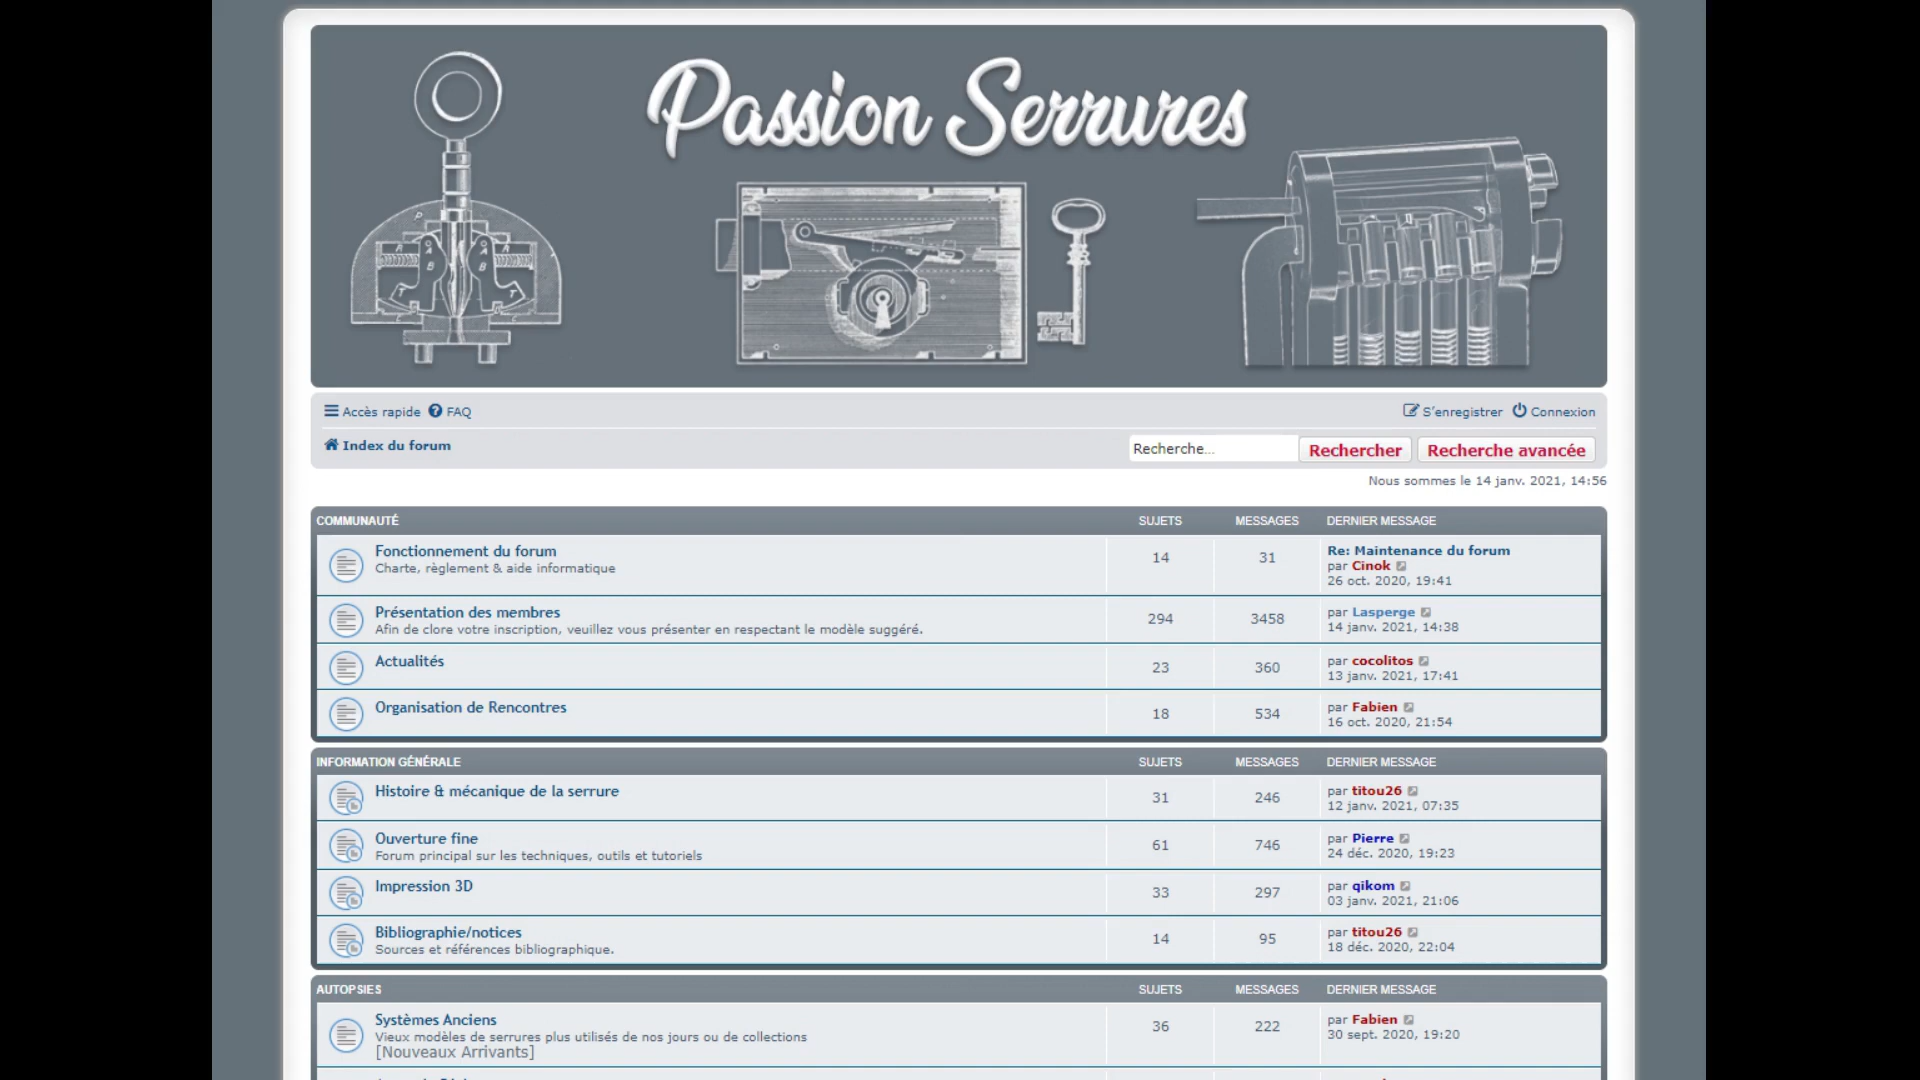 Passion Serrures
Accès rapide FAQ S'enregistrer Connexion
Index du forum Recherche... Rechercher Recherche avancée
Nous sommes le 14 janv. 2021, 14:56
COMMUNAUTÉ SUJETS MESSAGES DERNIER MESSAGE
Fonctionnement du forum 14 31 Re: Maintenance du forum
Charte, règlement & aide informatique par Cinok
26 oct. 2020, 19:41
Présentation des membres 294 3458 par Lasperge
Afin de clore votre inscription, veuillez vous présenter en respectant le modèle suggéré. 14 janv. 2021, 14:38
Actualités 23 360 par cocolitos
13 janv. 2021, 17:41
Organisation de Rencontres 18 534 par Fabien
16 oct. 2020, 21:54
INFORMATION GÉNÉRALE SUJETS MESSAGES DERNIER MESSAGE
Histoire & mécanique de la serrure 31 246 par titou26
12 janv. 2021, 07:35
Ouverture fine 61 746 par Pierre
Forum principal sur les techniques, outils et tutoriels 24 déc. 2020, 19:23
Impression 3D 33 297 par qikom
03 janv. 2021, 21:06
Bibliographie/notices 14 95 par titou26
Sources et références bibliographique. 18 déc. 2020, 22:04
AUTOPSIES SUJETS MESSAGES DERNIER MESSAGE
Systèmes Anciens 36 222 par Fabien
Vieux modèles de serrures plus utilisés de nos jours ou de collections 30 sept. 2020, 19:20
[Nouveaux Arrivants]